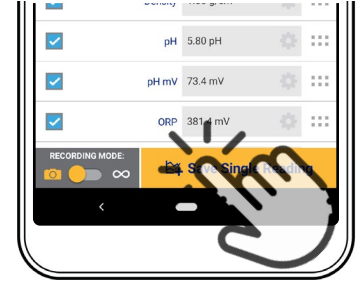 pH 5.80 pH
pH mV 73.4 mV
ORP 381.4 mV
RECORDING MODE:
Save Single Reading